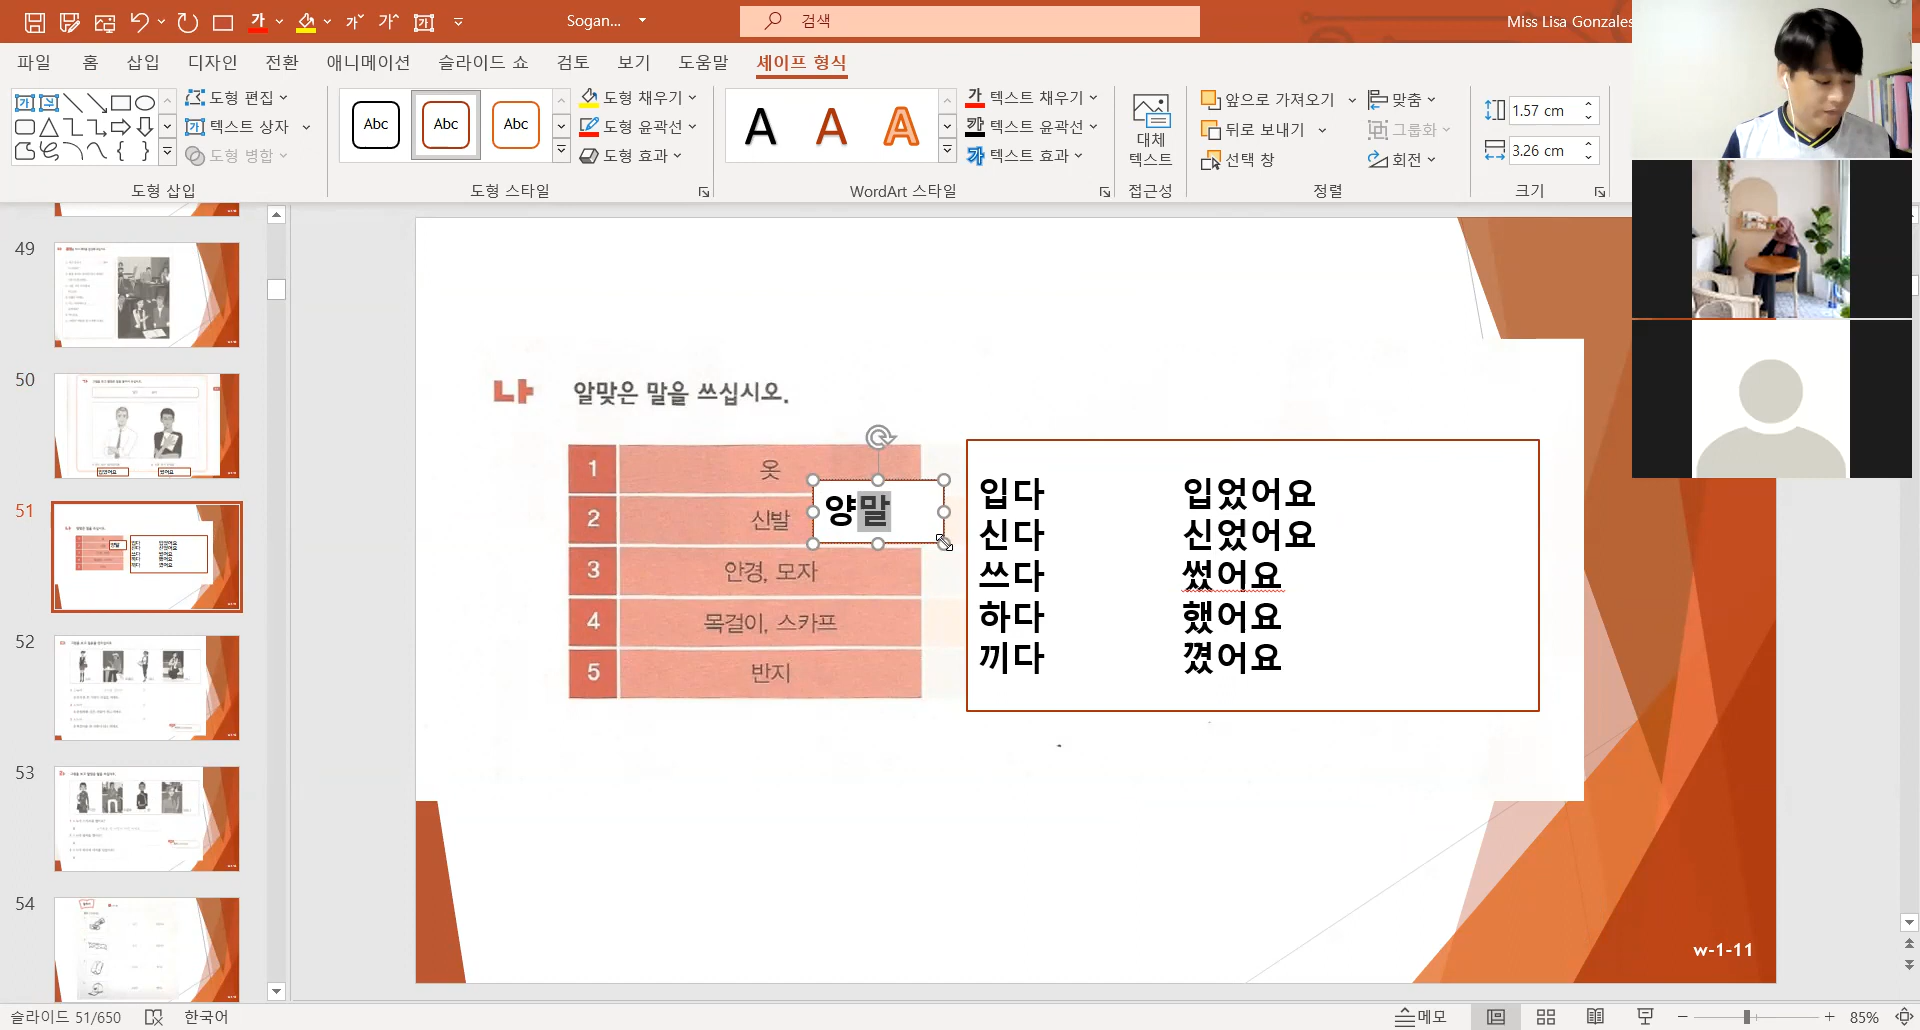 가 가 가 가
Sogan...
검색
Miss Lisa Gonzales
파일 홈 삽입 디자인 전환 애니메이션 슬라이드 쇼 검토 보기 도움말 셰이프 형식
도형 편집
텍스트 상자
도형 병합
도형 삽입
Abc Abc Abc
도형 채우기
도형 윤곽선
도형 효과
도형 스타일
A A A
텍스트 채우기
텍스트 윤곽선
텍스트 효과
WordArt 스타일
대체
텍스트
접근성
앞으로 가져오기
뒤로 보내기
선택 창
맞춤
그룹화
회전
정렬
1.57 cm
3.26 cm
크기
49
50
51
52
53
54
나 알맞은 말을 쓰십시오.
1 옷
2 신발
3 안경, 모자
4 목걸이, 스카프
5 반지
양말
입다 입었어요
신다 신었어요
쓰다 썼어요
하다 했어요
끼다 꼈어요
w-1-11
슬라이드 51/650
한국어
메모
85%